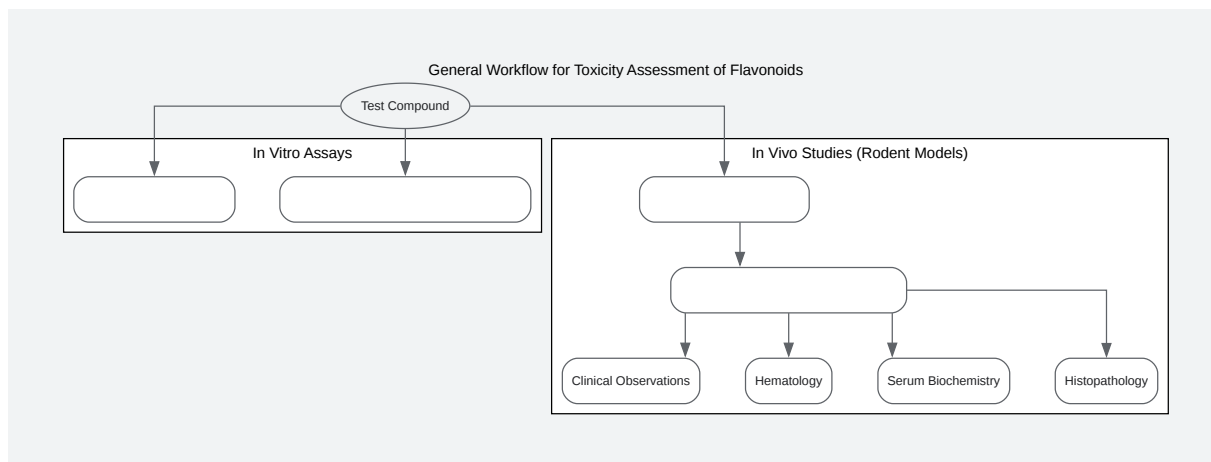 General Workflow for Toxicity Assessment of Flavonoids
Test Compound
In Vitro Assays
In Vivo Studies (Rodent Models)
Clinical Observations
Hematology
Serum Biochemistry
Histopathology